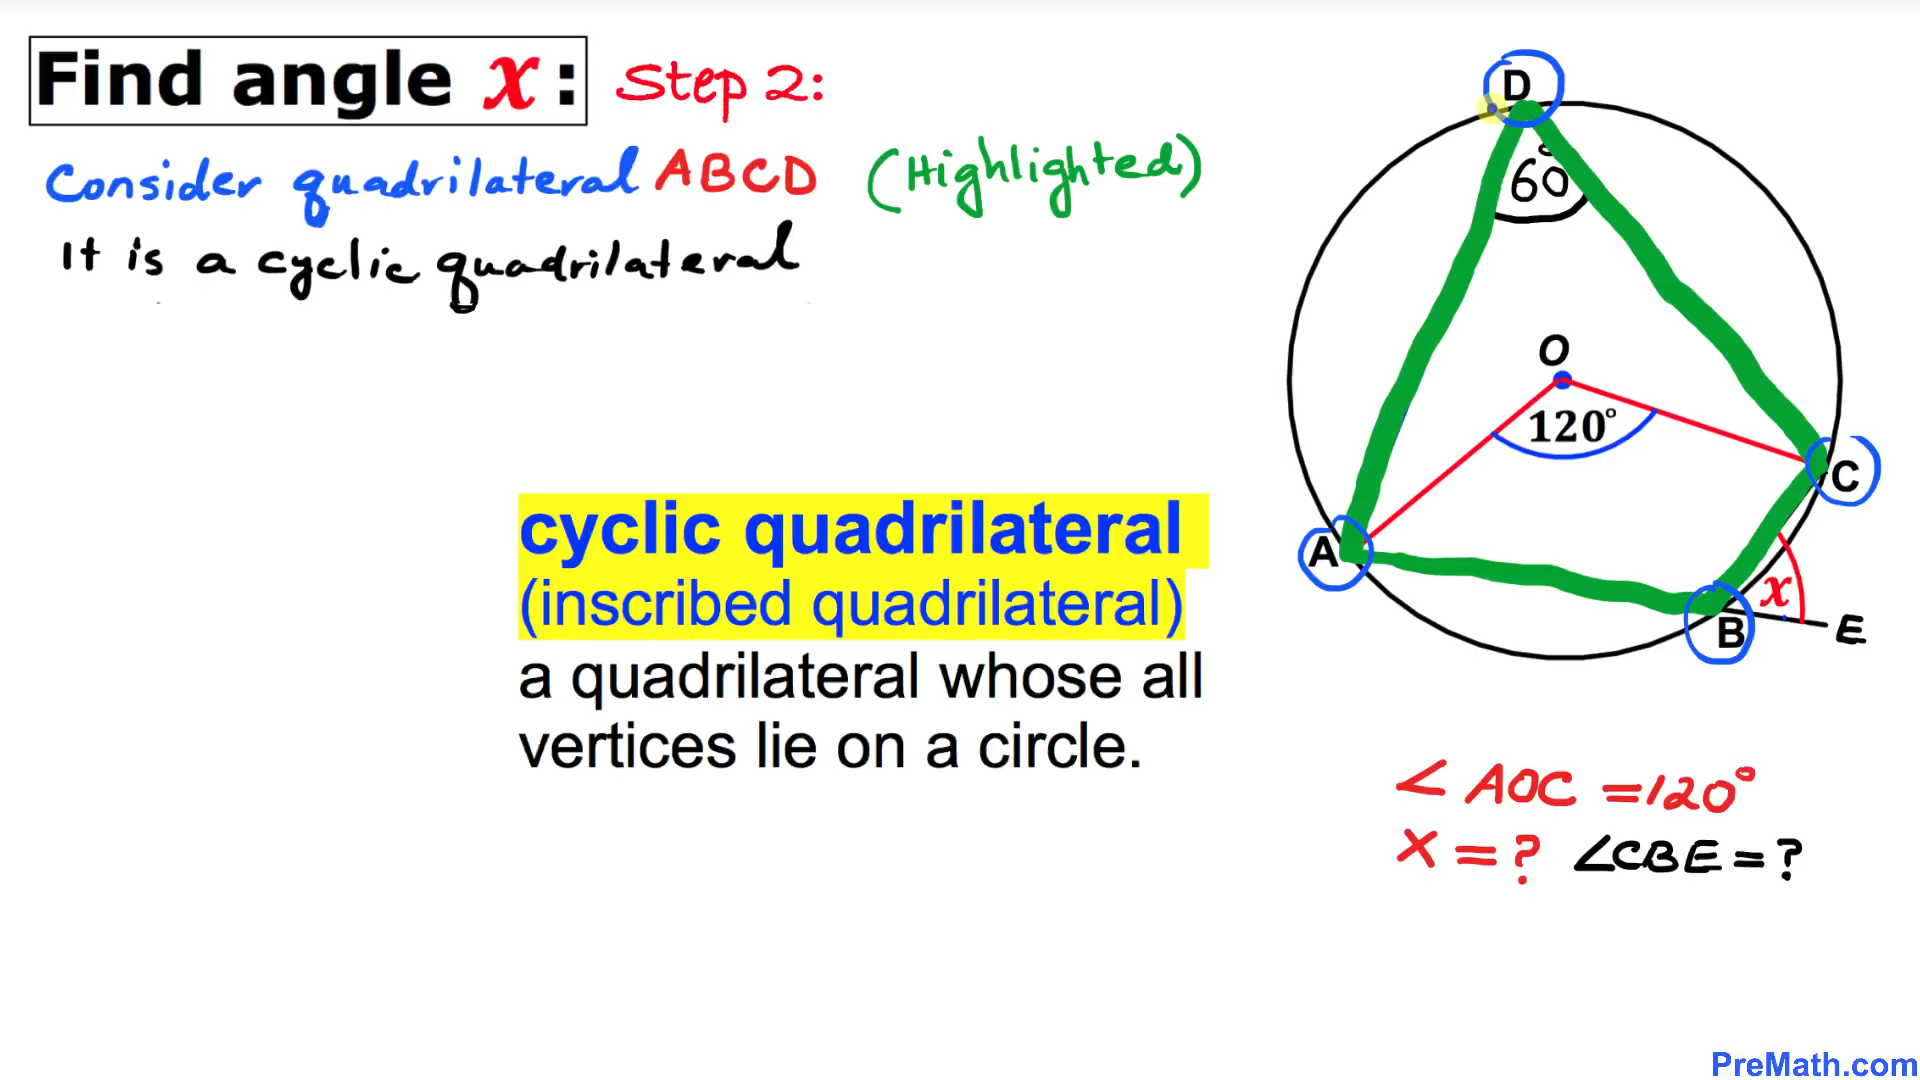 Find angle x : Step 2:
Consider quadrilateral ABCD (Highlighted)
It is a cyclic quadrilateral
D
60°
O
120°
C
A
x
B
E
cyclic quadrilateral
(inscribed quadrilateral)
a quadrilateral whose all
vertices lie on a circle.
∠ AOC = 120°
x = ? ∠CBE = ?
PreMath.com